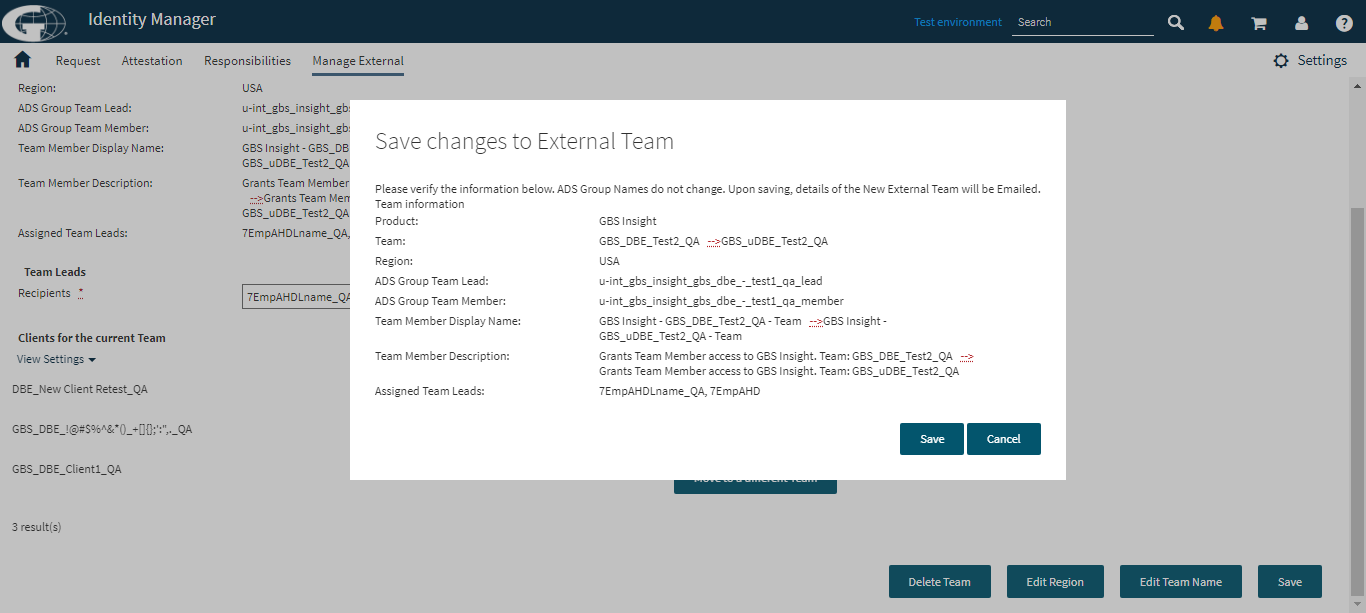 Identity Manager
Test environment
Search
Request
Attestation
Responsibilities
Manage External
Settings
Region: USA
ADS Group Team Lead: u-int_gbs_insight_gbs
ADS Group Team Member: u-int_gbs_insight_gbs
Team Member Display Name: GBS Insight - GBS_DB
GBS_uDBE_Test2_QA
Team Member Description: Grants Team Member
-->Grants Team Mem
GBS_uDBE_Test2_QA
Assigned Team Leads: 7EmpAHDLname_QA,
Team Leads
Recipients * 7EmpAHDLname_QA
Clients for the current Team
View Settings
DBE_New Client Retest_QA
GBS_DBE_!@#$%^&*()_+[]{};':",._QA
GBS_DBE_Client1_QA
3 result(s)
Save changes to External Team
Please verify the information below. ADS Group Names do not change. Upon saving, details of the New External Team will be Emailed.
Team information
Product: GBS Insight
Team: GBS_DBE_Test2_QA -->GBS_uDBE_Test2_QA
Region: USA
ADS Group Team Lead: u-int_gbs_insight_gbs_dbe_-_test1_qa_lead
ADS Group Team Member: u-int_gbs_insight_gbs_dbe_-_test1_qa_member
Team Member Display Name: GBS Insight - GBS_DBE_Test2_QA - Team -->GBS Insight -
GBS_uDBE_Test2_QA - Team
Team Member Description: Grants Team Member access to GBS Insight. Team: GBS_DBE_Test2_QA -->
Grants Team Member access to GBS Insight. Team: GBS_uDBE_Test2_QA
Assigned Team Leads: 7EmpAHDLname_QA, 7EmpAHD
Save
Cancel
Move to a different Team
Delete Team
Edit Region
Edit Team Name
Save